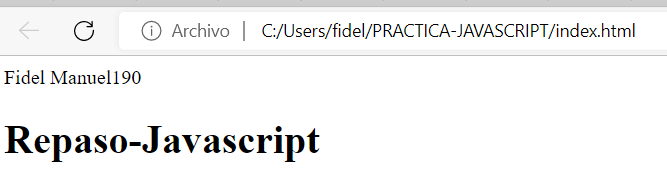 Archivo | C:/Users/fidel/PRACTICA-JAVASCRIPT/index.html
Fidel Manuel190
Repaso-Javascript